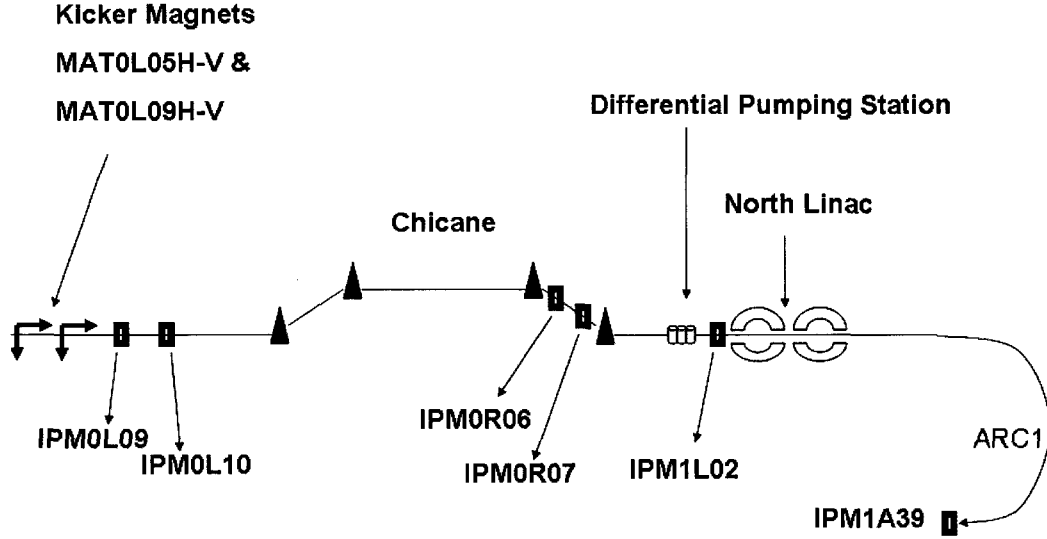 Kicker Magnets
MAT0L05H-V &
MAT0L09H-V
Differential Pumping Station
North Linac
Chicane
IPM0L09
IPM0L10
IPM0R06
IPM0R07
IPM1L02
ARC1
IPM1A39